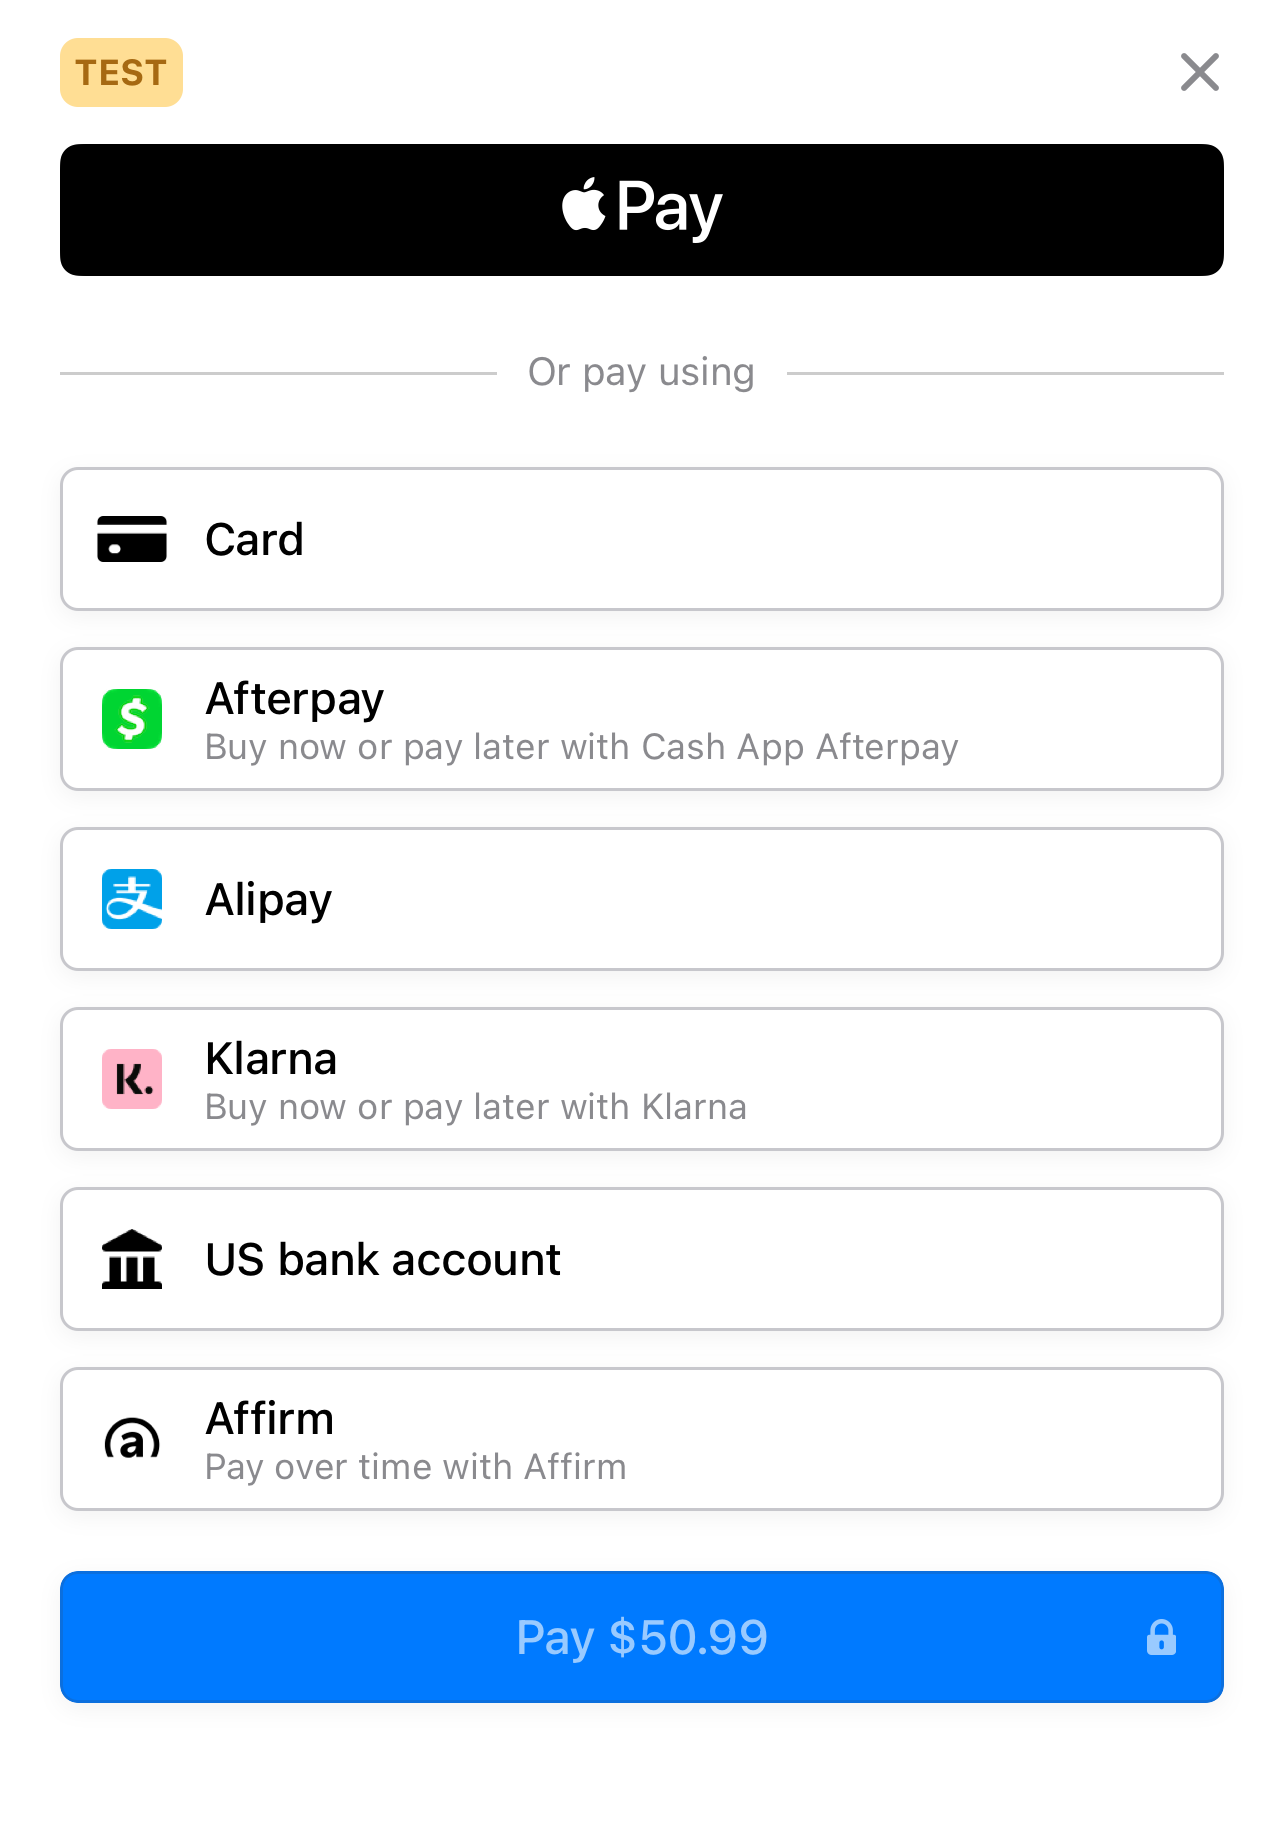 TEST
Pay
Or pay using
Card
Afterpay
Buy now or pay later with Cash App Afterpay
支
Alipay
K.
Klarna
Buy now or pay later with Klarna
US bank account
a
Affirm
Pay over time with Affirm
Pay $50.99